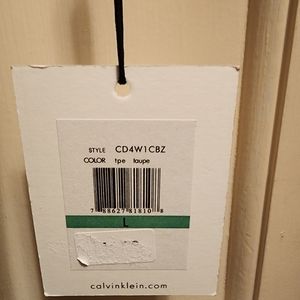 STYLE CD4W1CBZ
COLOR tpe taupe
7 88627 81810 8
L
calvinklein.com